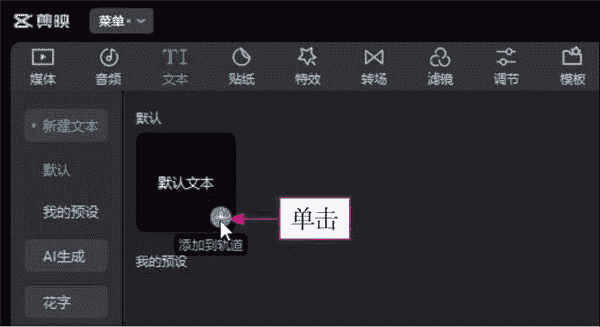 剪映 菜单
媒体 音频 文本 贴纸 特效 转场 滤镜 调节 模板
新建文本
默认
我的预设
AI生成
花字
默认
默认文本
单击
添加到轨道
我的预设